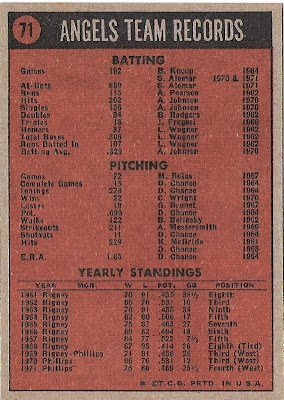 71 ANGELS TEAM RECORDS
BATTING
Games 162 B. Knoop 1964
S. Alomar 1970 & 1971
At-Bats 689 S. Alomar 1971
Runs 115 A. Pearson 1962
Hits 202 A. Johnson 1970
Singles 156 A. Johnson 1970
Doubles 34 B. Rodgers 1962
Triples 13 J. Fregosi
Homers 37 L. Wagner 1962
Total Bases L. Wagner 1962
Runs Batted In 107 L. Wagner 1962
Batting Avg. .329 A. Johnson 1970
PITCHING
Games 72 M. Rojas 1967
Complete Games 15 D. Chance 1964
Innings 278 D. Chance 1964
Wins 22 C. Wright 1970
Losses 19 G. Brunet 1967
Pct. .690 D. Chance 1964
Walks 122 B. Belinsky 1962
Strikeouts 211 A. Messersmith 1969
Shutouts 11 D. Chance 1964
Hits 229 K. McBride 1961
D. Chance
E.R.A. 1.65 D. Chance 1964
YEARLY STANDINGS
YEAR MGR. W L PCT. GB POSITION
1961 Rigney 70 91 .435 38½ Eighth
1962 Rigney 86 76 .531 10 Third
1963 Rigney 70 91 .435 34 Ninth
1964 Rigney 82 80 .506 17 Fifth
1965 Rigney 75 87 .463 27 Seventh
1966 Rigney 80 82 .494 18 Sixth
1967 Rigney 84 77 .522 7½ Fifth
1968 Rigney 67 95 .414 36 Eighth (Tied)
1969 Rigney-Phillips 71 91 .438 26 Third (West)
1970 Phillips 86 76 .531 12 Third (West)
1971 Phillips 76 86 .469 25½ Fourth (West)
* © T.C.G. PRTD. IN U.S.A.